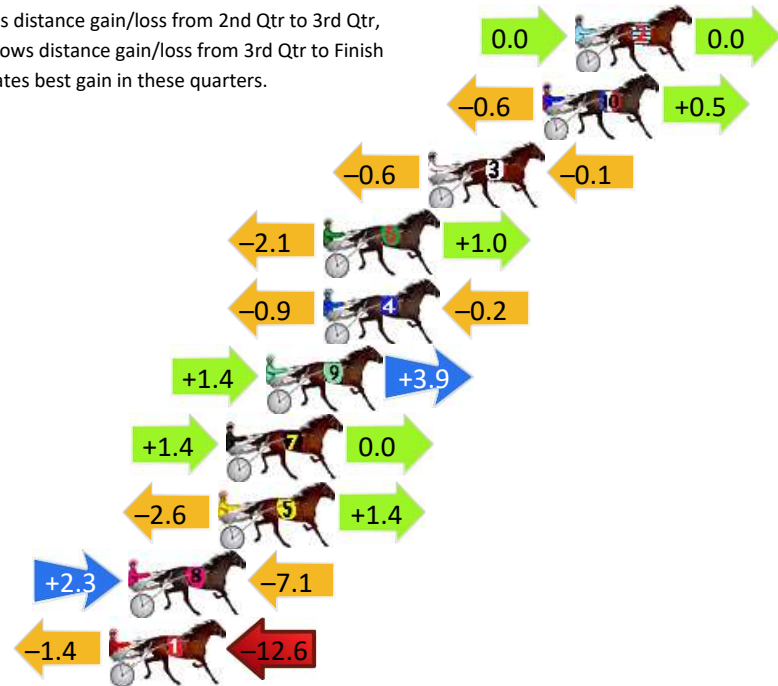 s distance gain/loss from 2nd Qtr to 3rd Qtr,
ows distance gain/loss from 3rd Qtr to Finish
ates best gain in these quarters.
0.0 2 0.0
–0.6 10 +0.5
–0.6 3 –0.1
–2.1 6 +1.0
–0.9 4 –0.2
+1.4 9 +3.9
+1.4 7 0.0
–2.6 5 +1.4
+2.3 8 –7.1
–1.4 1 –12.6